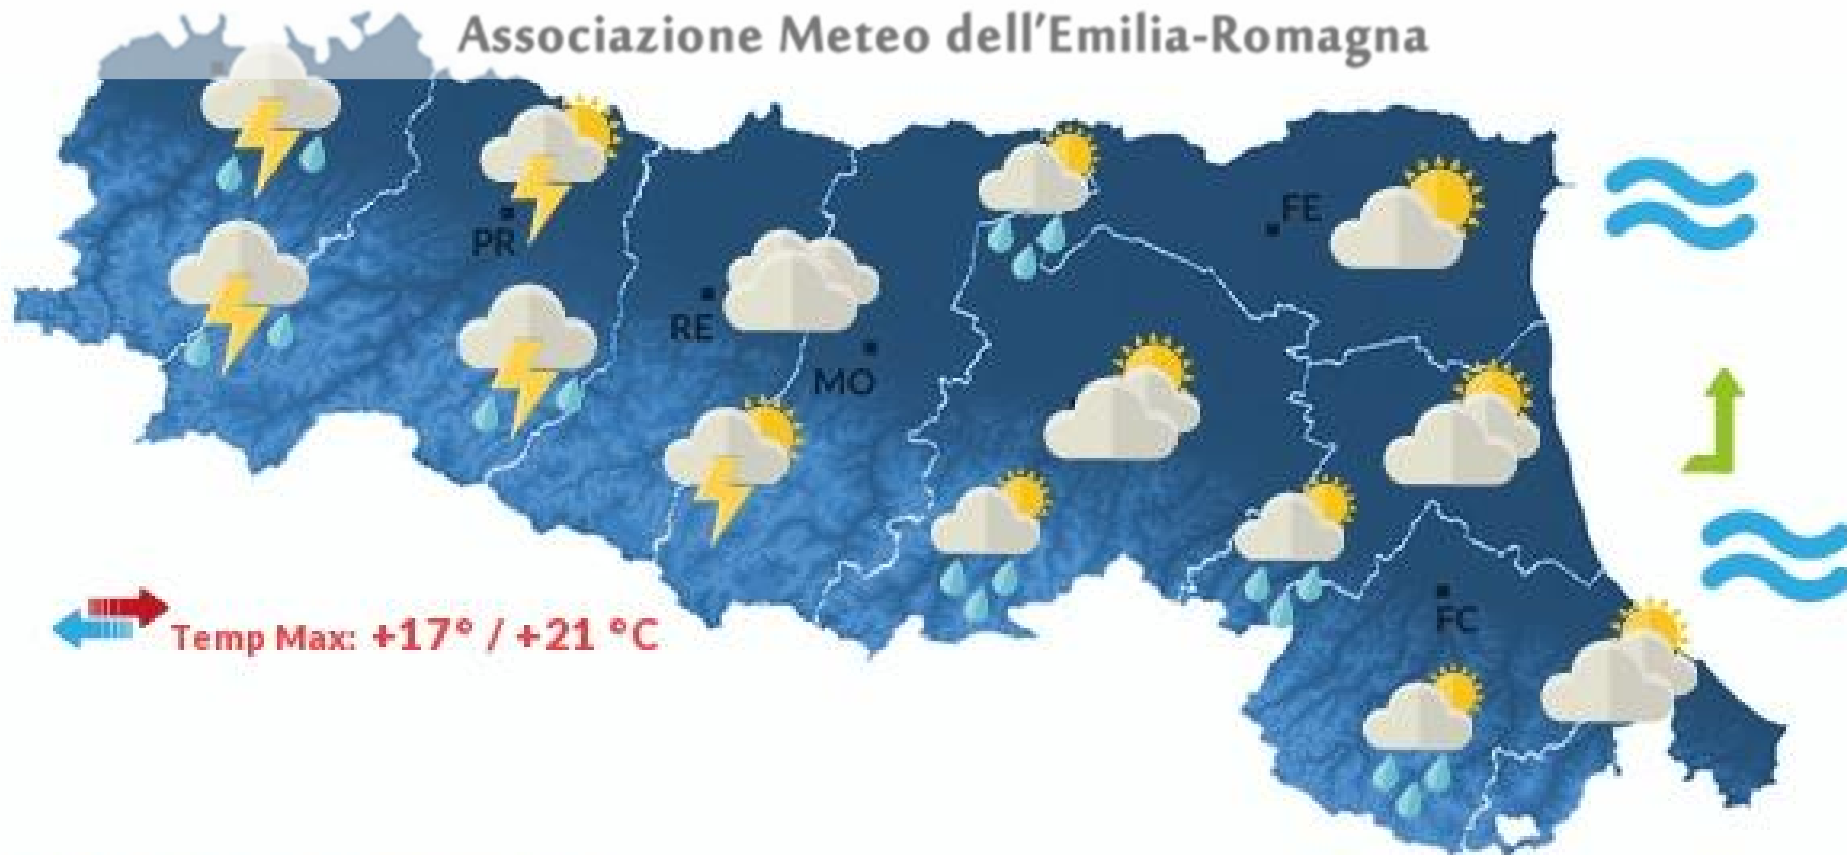 Associazione Meteo dell'Emilia-Romagna
PR
FE
RE
MO
FC
Temp Max: +17° / +21 °C